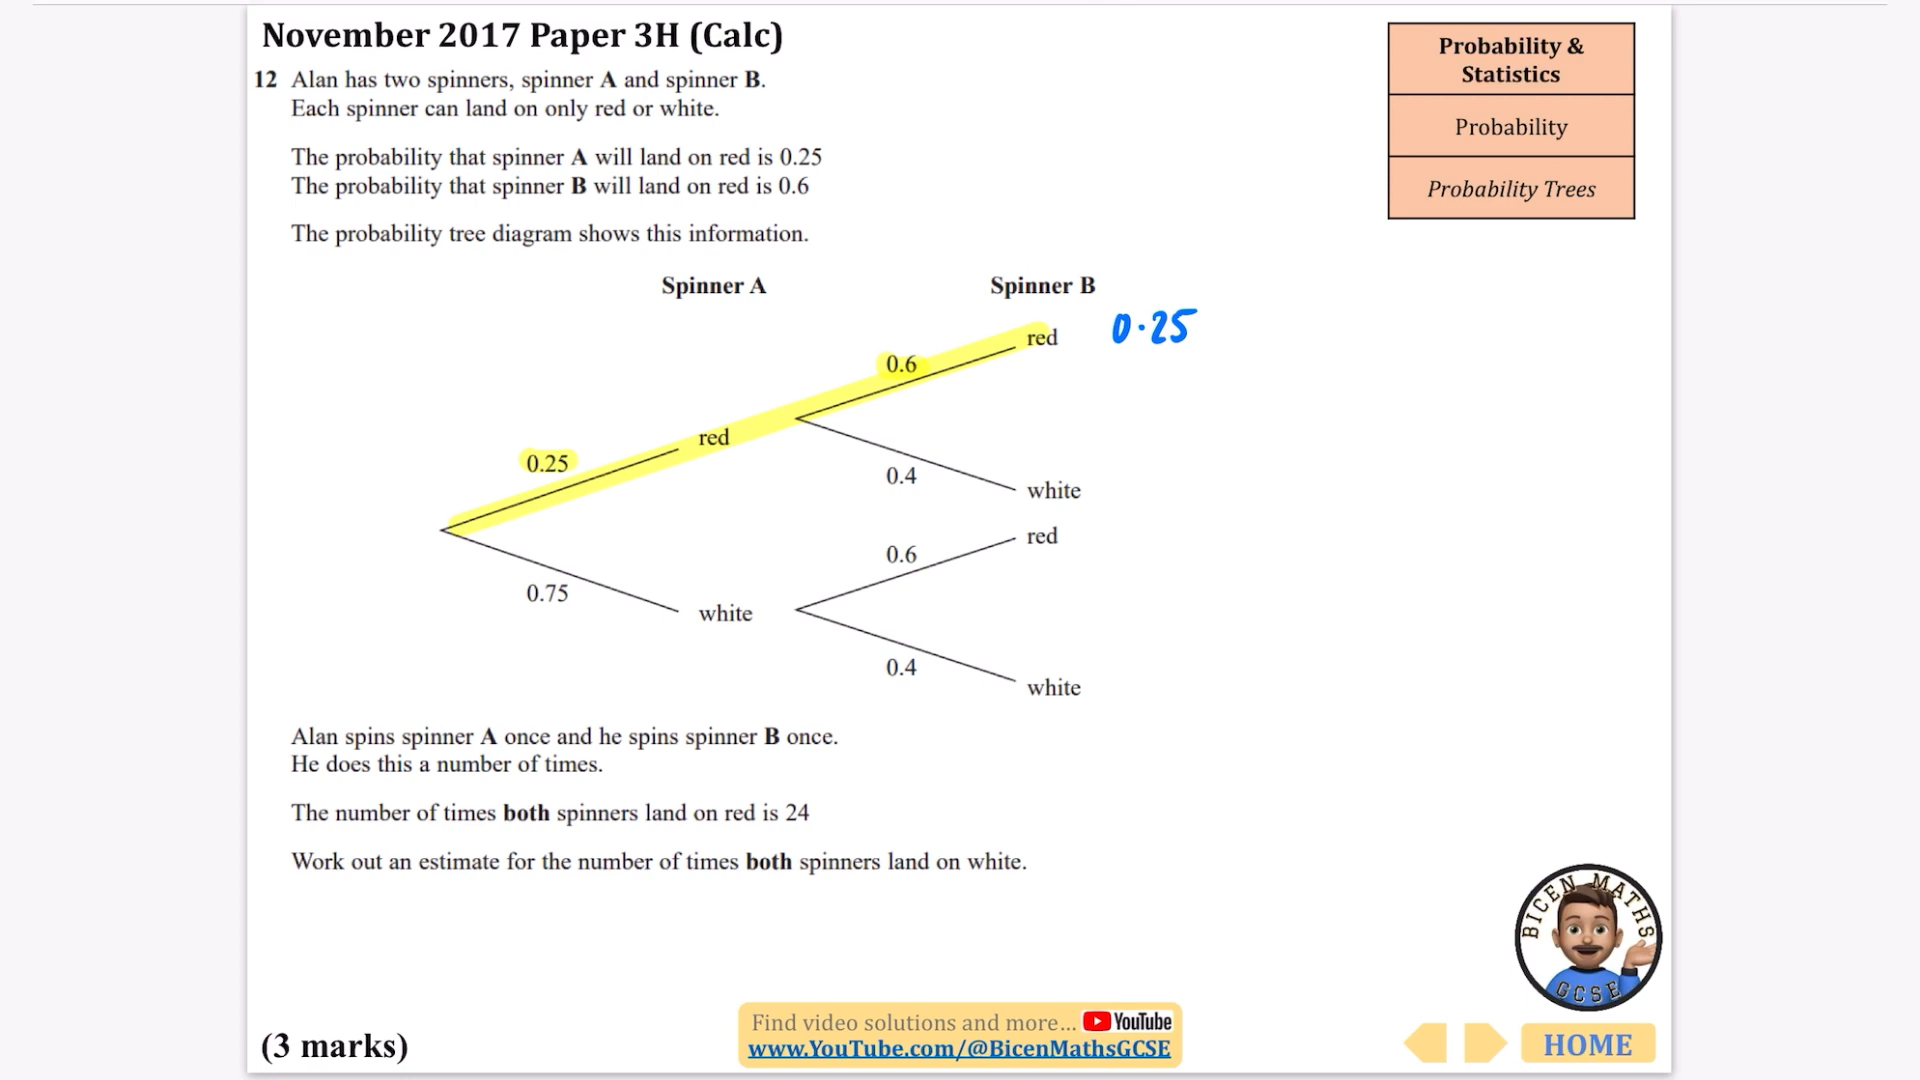 November 2017 Paper 3H (Calc)
Probability &
Statistics
Probability
Probability Trees
12 Alan has two spinners, spinner A and spinner B.
Each spinner can land on only red or white.
The probability that spinner A will land on red is 0.25
The probability that spinner B will land on red is 0.6
The probability tree diagram shows this information.
Spinner A Spinner B
red 0.25
0.6
red
0.25
0.4
white
red
0.6
0.75
white
0.4
white
Alan spins spinner A once and he spins spinner B once.
He does this a number of times.
The number of times both spinners land on red is 24
Work out an estimate for the number of times both spinners land on white.
BICEN MATHS
GCSE
(3 marks)
Find video solutions and more... YouTube
www.YouTube.com/@BicenMathsGCSE
HOME